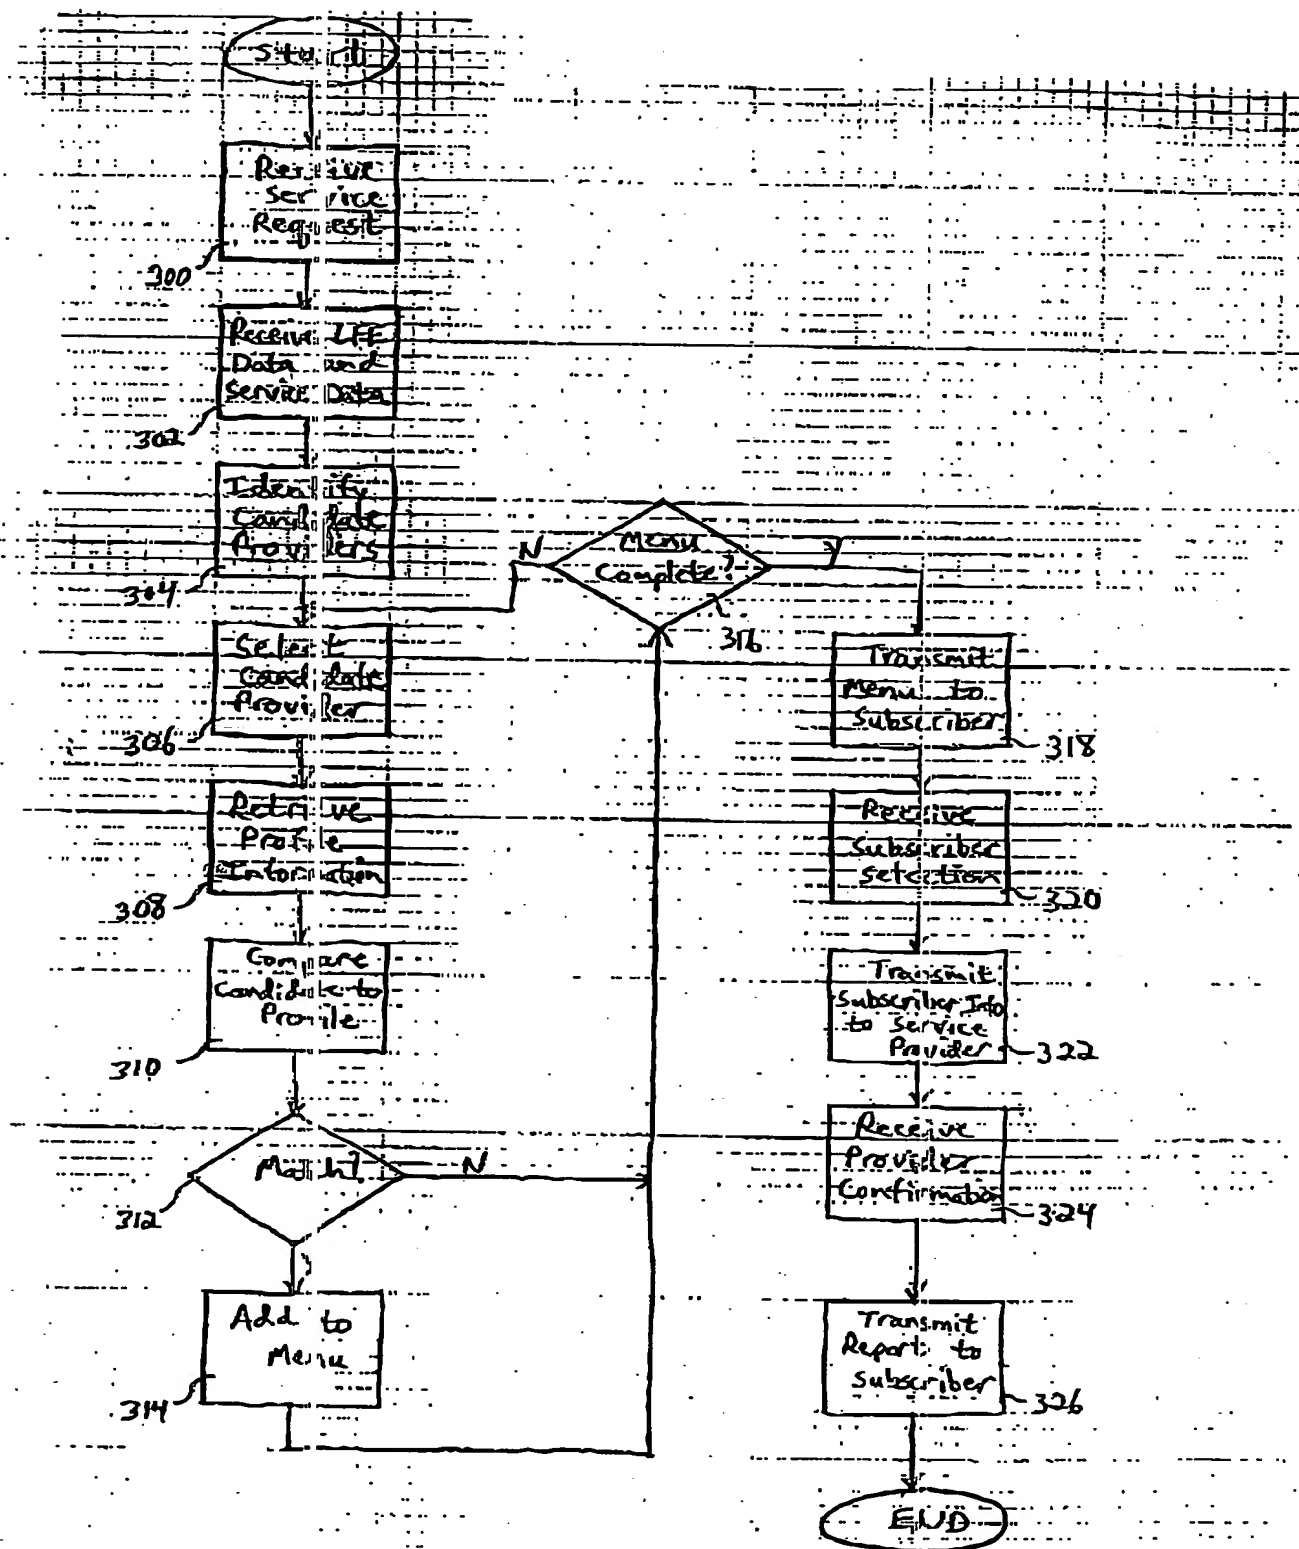 Start
Receive
Service
Request
300
Receive LFE
Data and
Service Data
302
Identify
Candidate
Providers
304
Select
Candidate
Provider
306
Retrieve
Profile
Information
308
Compare
Candidate to
Profile
310
Match?
N
312
Add to
Menu
314
Menu
Complete?
N
Y
316
Transmit
Menu to
Subscriber
318
Receive
Subscriber
Selection
320
Transmit
Subscriber Info
to Service
Provider
322
Receive
Provider
Confirmation
324
Transmit
Report to
Subscriber
326
END